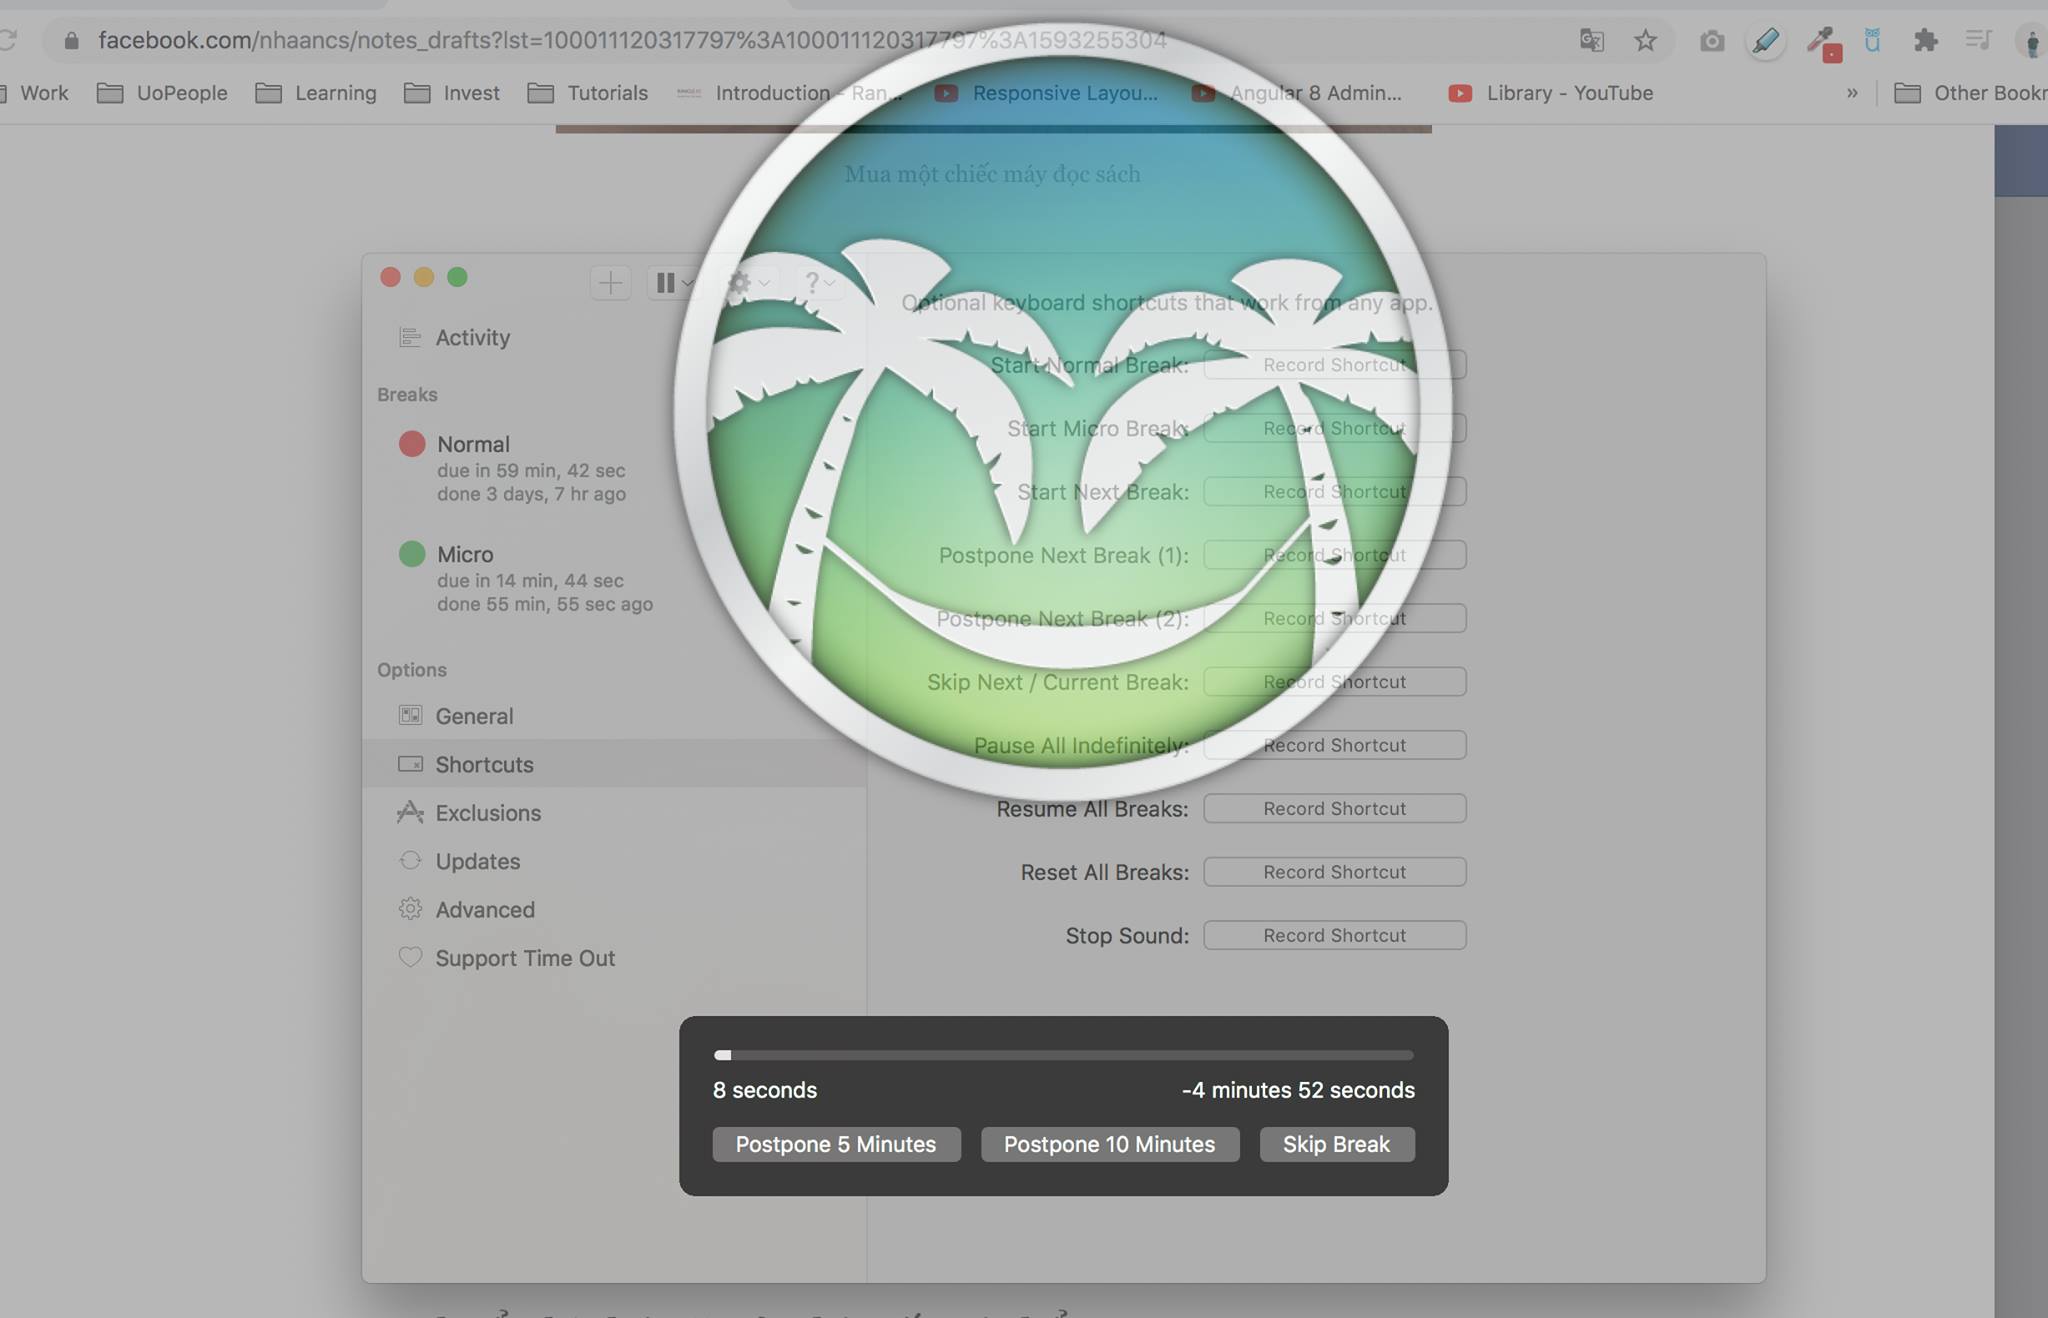 facebook.com/nhaancs/notes_drafts?lst=100011120317797%3A100011120317797%3A1593255304
Work UoPeople Learning Invest Tutorials Introduction - Ran... Responsive Layou... Angular 8 Admin... Library - YouTube » Other Bookr
Mua một chiếc máy đọc sách
Activity
Breaks
Normal
due in 59 min, 42 sec
done 3 days, 7 hr ago
Micro
due in 14 min, 44 sec
done 55 min, 55 sec ago
Options
General
Shortcuts
Exclusions
Updates
Advanced
Support Time Out
Optional keyboard shortcuts that work from any app.
Start Normal Break: Record Shortcut
Start Micro Break: Record Shortcut
Start Next Break: Record Shortcut
Postpone Next Break (1): Record Shortcut
Postpone Next Break (2): Record Shortcut
Skip Next / Current Break: Record Shortcut
Pause All Indefinitely: Record Shortcut
Resume All Breaks: Record Shortcut
Reset All Breaks: Record Shortcut
Stop Sound: Record Shortcut
8 seconds -4 minutes 52 seconds
Postpone 5 Minutes Postpone 10 Minutes Skip Break